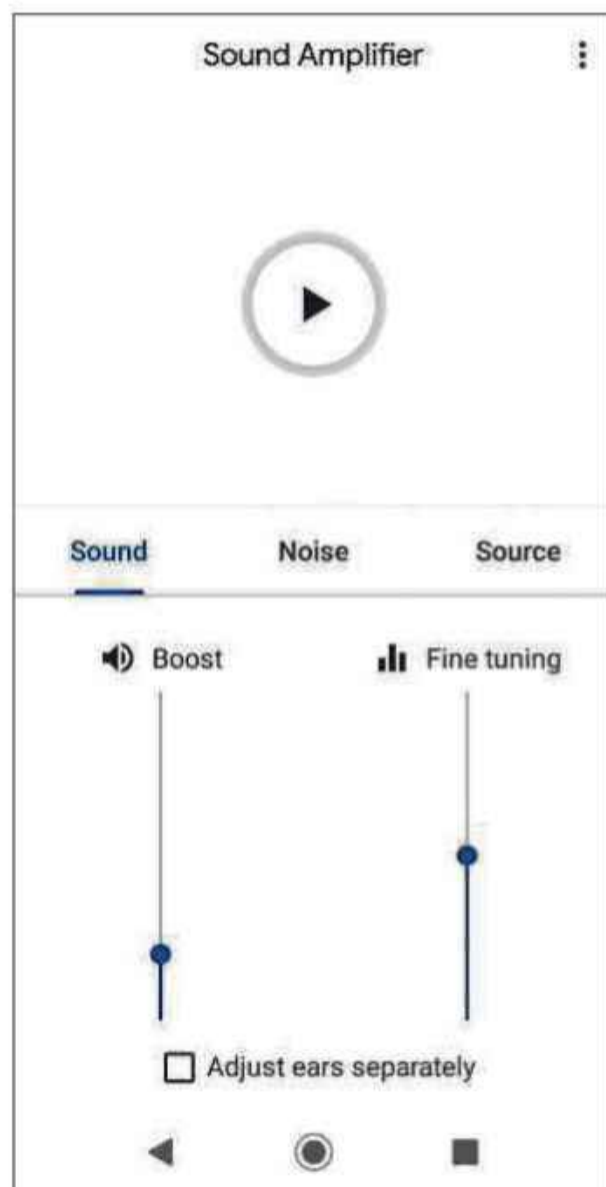 Sound Amplifier
Sound Noise Source
Boost Fine tuning
Adjust ears separately